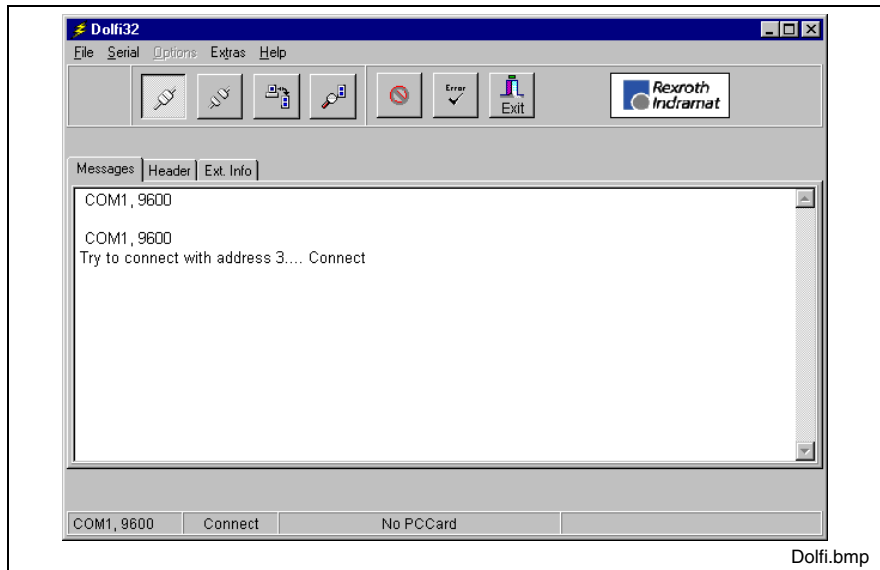 Dolfi32
File Serial Options Extras Help
Error
Exit
Rexroth
Indramat
Messages Header Ext. Info
COM1, 9600
COM1, 9600
Try to connect with address 3.... Connect
COM1, 9600 Connect No PCCard
Dolfi.bmp